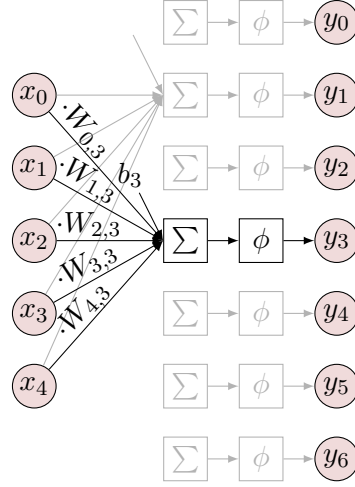 ∑ ϕ y₀
x₀ ∑ ϕ y₁
·W₀,₃
x₁ b₃ ∑ ϕ y₂
·W₁,₃
x₂ ·W₂,₃ ∑ ϕ y₃
·W₃,₃
x₃ ∑ ϕ y₄
·W₄,₃
x₄ ∑ ϕ y₅
∑ ϕ y₆